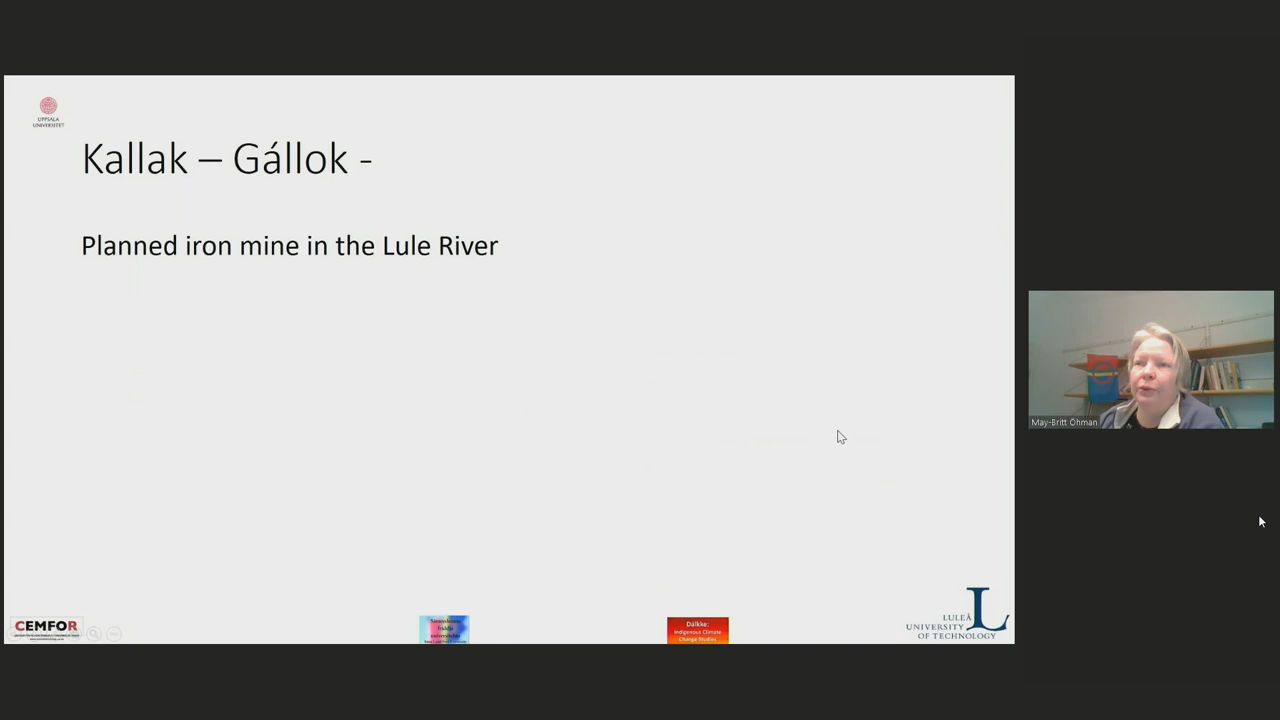 UPPSALA
UNIVERSITET
Kallak – Gállok -
Planned iron mine in the Lule River
May-Britt Öhman
CEMFOR
Dálkke:
Indigenous Climate
Change Studies
L
LULEÅ
UNIVERSITY
OF TECHNOLOGY